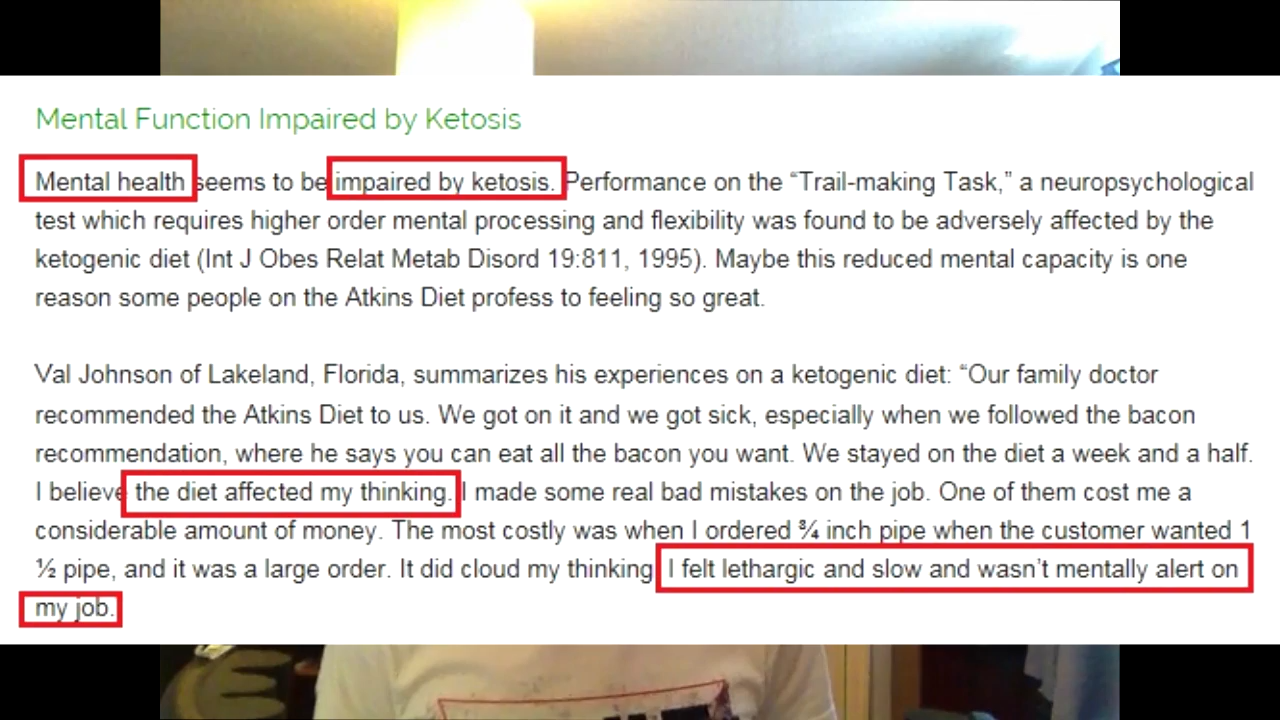 Mental Function Impaired by Ketosis
Mental health seems to be impaired by ketosis. Performance on the “Trail-making Task,” a neuropsychological
test which requires higher order mental processing and flexibility was found to be adversely affected by the
ketogenic diet (Int J Obes Relat Metab Disord 19:811, 1995). Maybe this reduced mental capacity is one
reason some people on the Atkins Diet profess to feeling so great.
Val Johnson of Lakeland, Florida, summarizes his experiences on a ketogenic diet: “Our family doctor
recommended the Atkins Diet to us. We got on it and we got sick, especially when we followed the bacon
recommendation, where he says you can eat all the bacon you want. We stayed on the diet a week and a half.
I believe the diet affected my thinking. I made some real bad mistakes on the job. One of them cost me a
considerable amount of money. The most costly was when I ordered ¾ inch pipe when the customer wanted 1
½ pipe, and it was a large order. It did cloud my thinking. I felt lethargic and slow and wasn’t mentally alert on
my job.